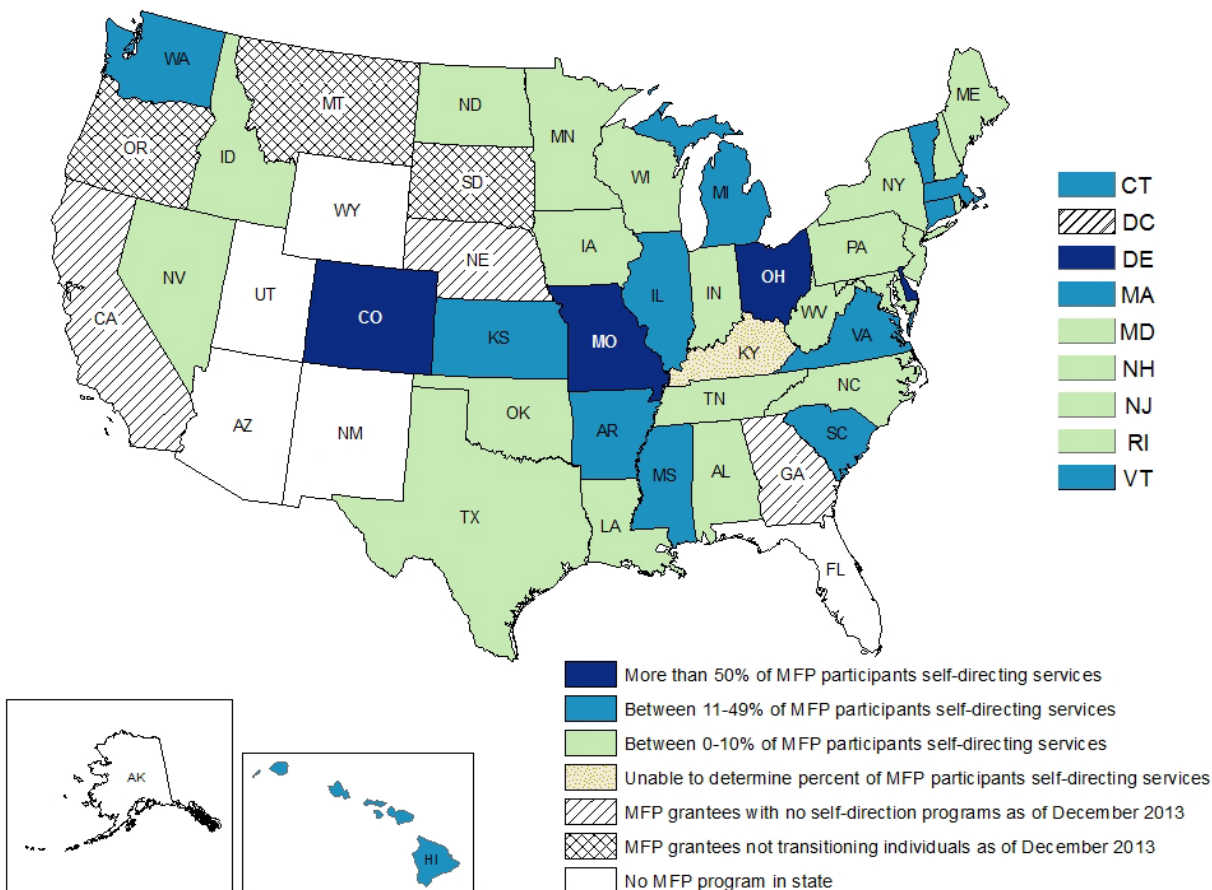 WA
MT
ND
MN
ME
OR
ID
SD
WI
MI
NY
WY
IA
PA
NE
NV
UT
CO
KS
MO
IL
IN
OH
WV
VA
KY
CA
AZ
NM
OK
AR
TN
NC
SC
MS
AL
GA
TX
LA
FL
AK
HI
CT
DC
DE
MA
MD
NH
NJ
RI
VT
More than 50% of MFP participants self-directing services
Between 11-49% of MFP participants self-directing services
Between 0-10% of MFP participants self-directing services
Unable to determine percent of MFP participants self-directing services
MFP grantees with no self-direction programs as of December 2013
MFP grantees not transitioning individuals as of December 2013
No MFP program in state